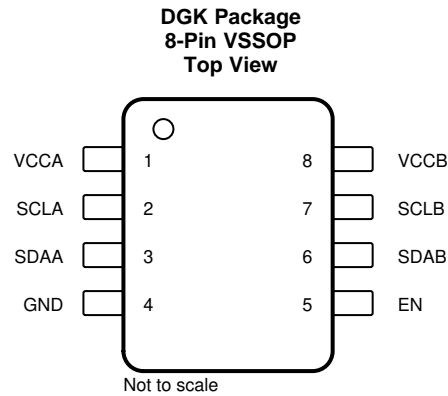 DGK Package
8-Pin VSSOP
Top View
VCCA 1 8 VCCB
SCLA 2 7 SCLB
SDAA 3 6 SDAB
GND 4 5 EN
Not to scale